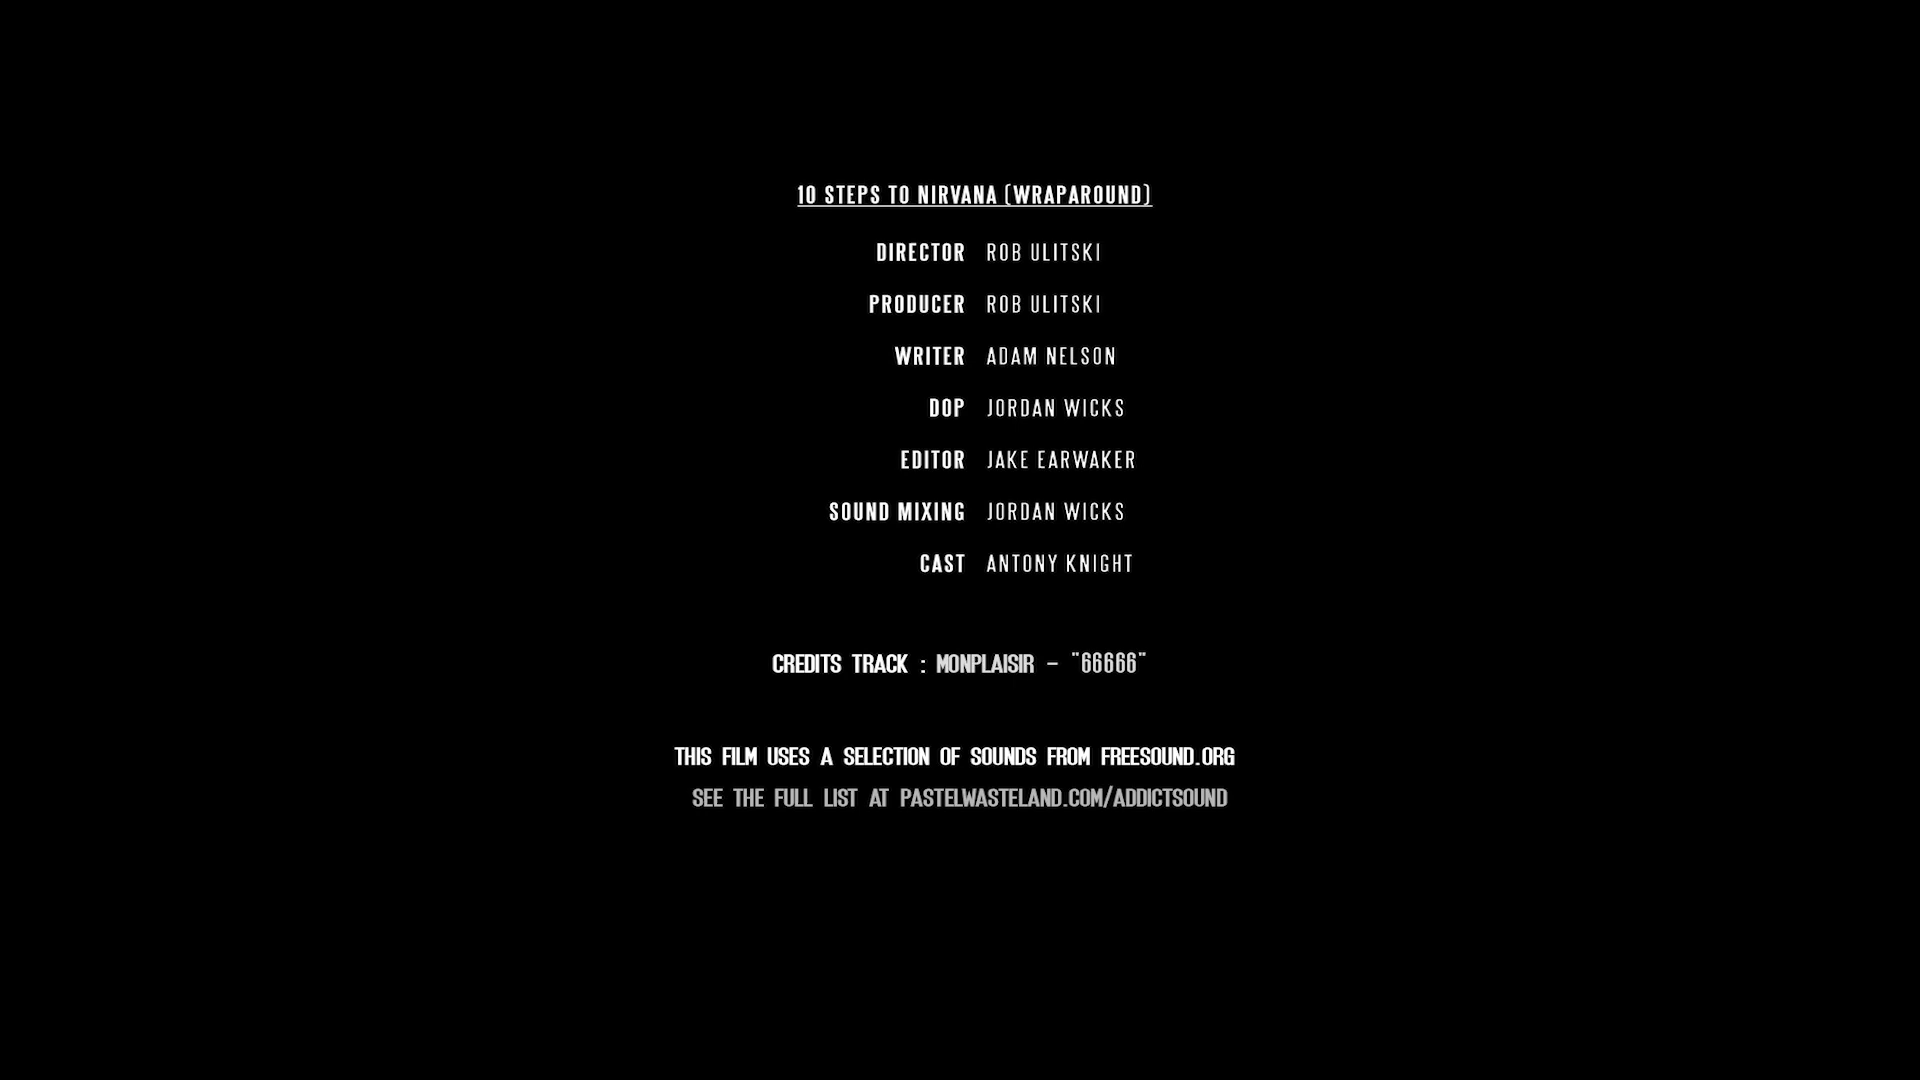 10 STEPS TO NIRVANA (WRAPAROUND)
DIRECTOR ROB ULITSKI
PRODUCER ROB ULITSKI
WRITER ADAM NELSON
DOP JORDAN WICKS
EDITOR JAKE EARWAKER
SOUND MIXING JORDAN WICKS
CAST ANTONY KNIGHT
CREDITS TRACK : MONPLAISIR - "66666"
THIS FILM USES A SELECTION OF SOUNDS FROM FREESOUND.ORG
SEE THE FULL LIST AT PASTELWASTELAND.COM/ADDICTSOUND